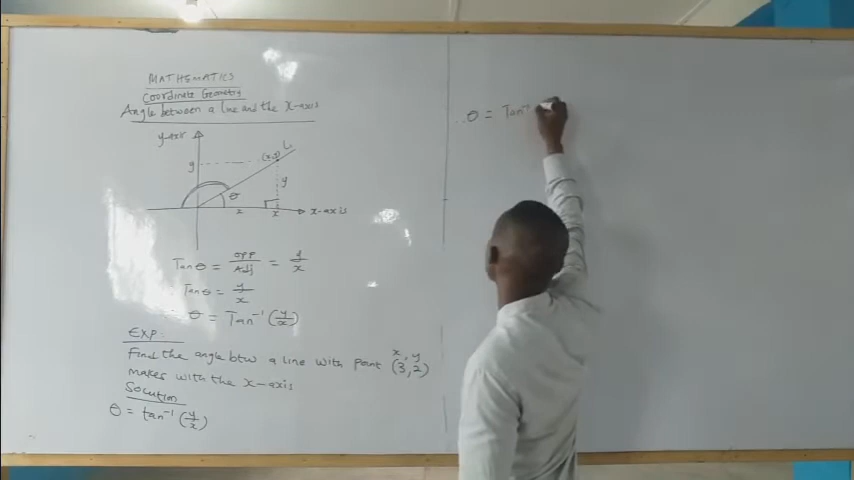 MATHEMATICS
Coordinate Geometry
Angle between a line and the x-axis
y-axis
L
(x,y)
y
y
θ
x
x
x-axis
Tan θ = opp/Adj = y/x
Tan θ = y/x
θ = Tan⁻¹ (y/x)
EXP:
x, y
Find the angle btw a line with point (3,2)
makes with the x-axis
Solution
θ = tan⁻¹ (y/x)
∴ θ = Tan⁻¹